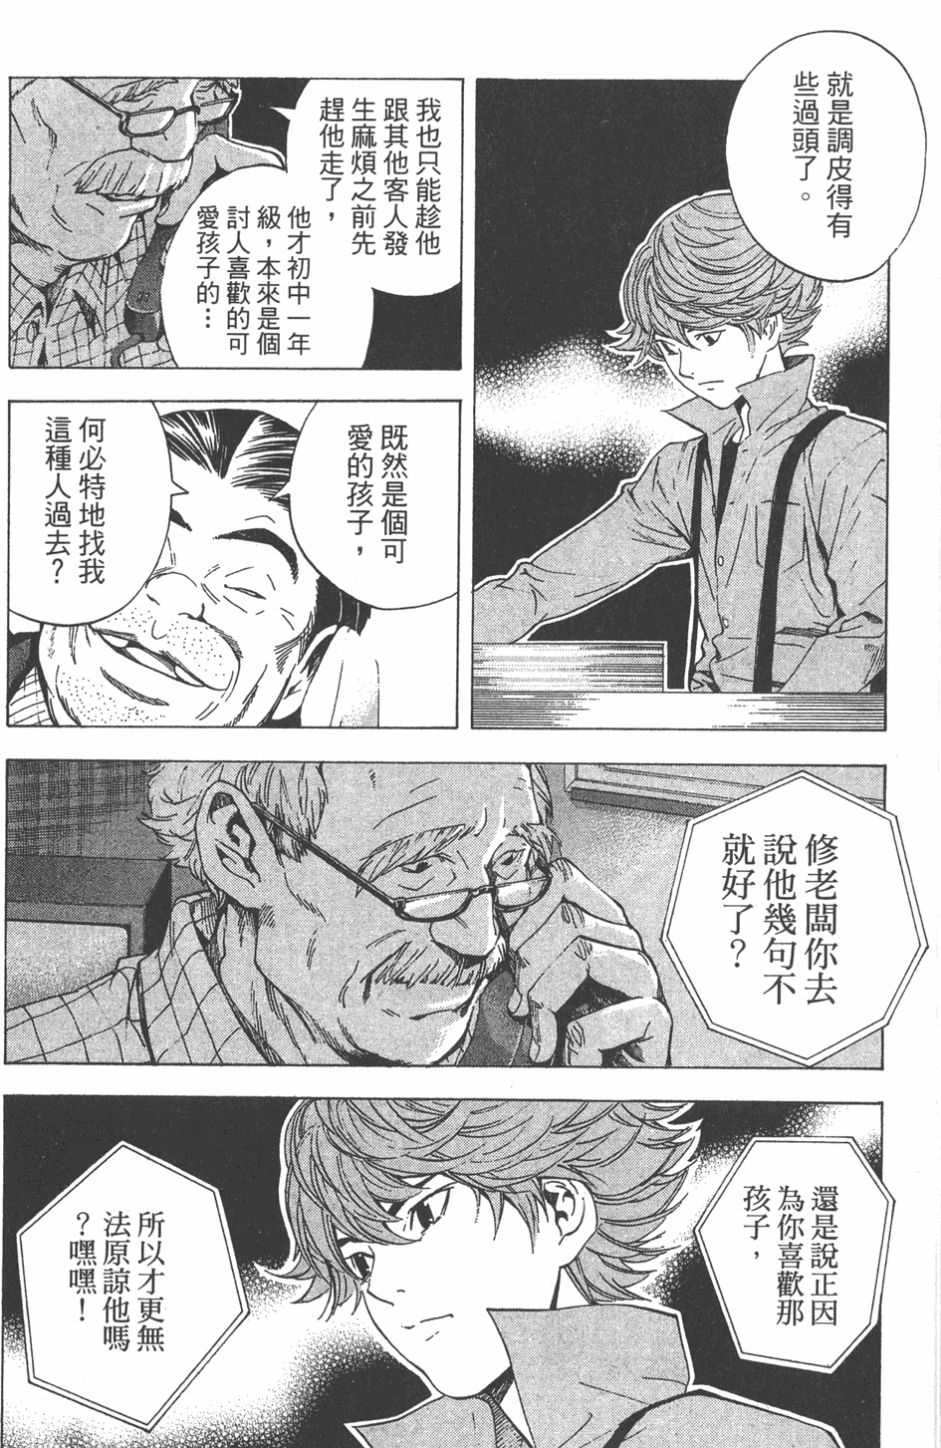 就是調皮得有
些過頭了。
我也只能趁他
跟其他客人發
生麻煩之前先
趕他走了，
他才初中一年
級，本來是個
討人喜歡的可
愛孩子的…
既然是個可
愛的孩子，
何必特地找我
這種人過去？
修老闆你去
說他幾句不
就好了？
還是說正因
為你喜歡那
孩子，
所以才更無
法原諒他嗎
？嘿嘿！